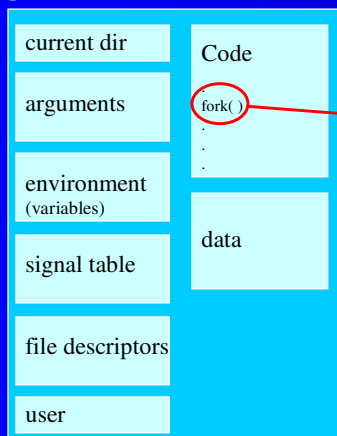 current dir
arguments
environment
(variables)
signal table
file descriptors
user
Code
.
fork( )
.
.
.
data